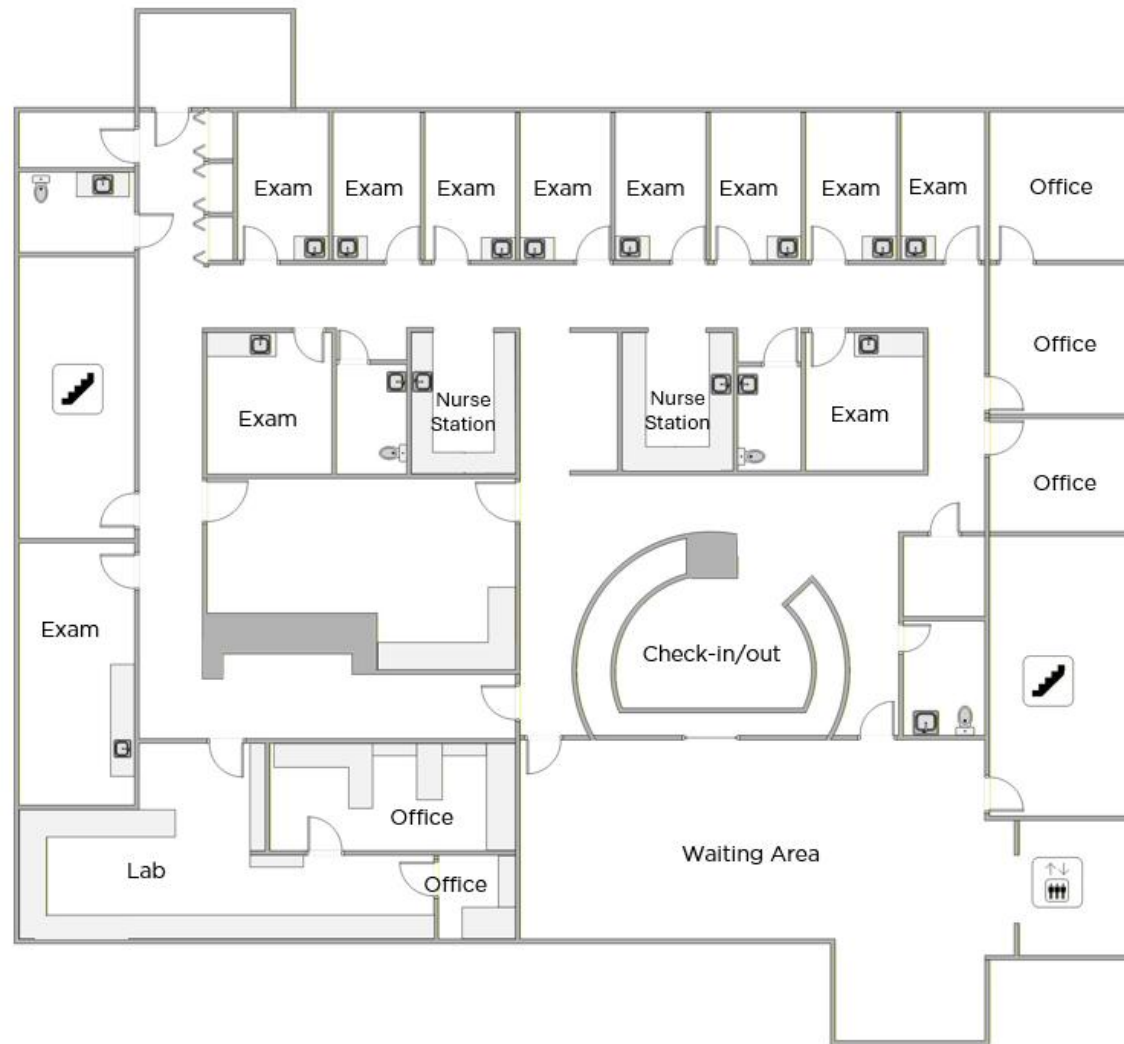 Exam
Exam
Exam
Exam
Exam
Exam
Exam
Exam
Office
Office
Exam
Nurse
Station
Nurse
Station
Exam
Office
Exam
Check-in/out
Office
Waiting Area
Lab
Office